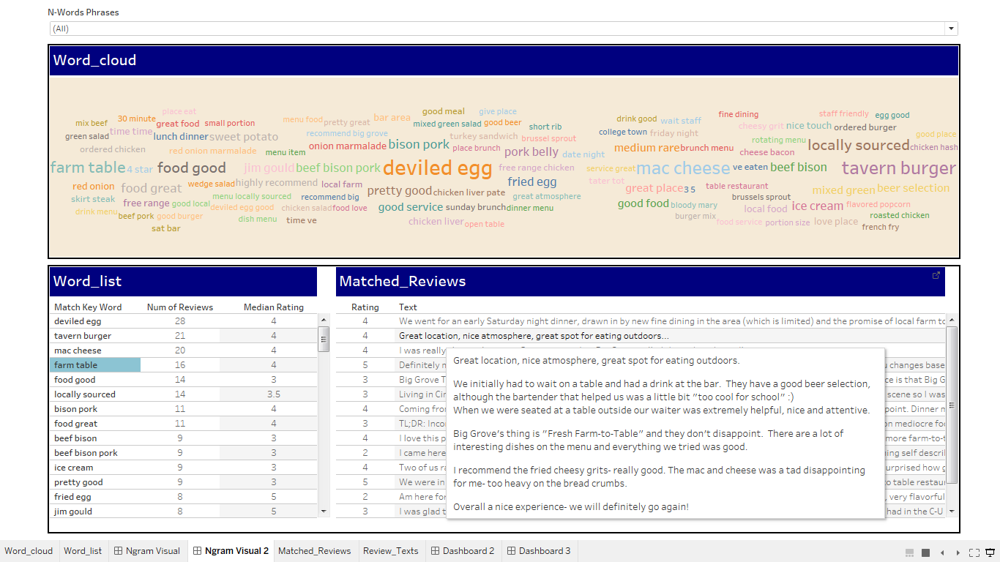 N-Words Phrases
(All)
Word_cloud
place eat
mix beef 30 minute great food small portion menu food pretty great bar area good meal give place mixed green salad good beer short rib drink good wait staff fine dining cheesy grit nice touch staff friendly egg good ordered burger
green salad time time lunch dinner sweet potato recommend big grove turkey sandwich brussel sprout college town friday night rotating menu good place
ordered chicken red onion marmalade menu item onion marmalade bison pork place brunch pork belly date night medium rare brunch menu cheese bacon locally sourced chicken hash
farm table 4 star food good jim gould beef bison pork deviled egg free range chicken service great mac cheese ve eaten beef bison tavern burger
red onion food great wedge salad highly recommend local farm pretty good chicken liver pate fried egg tater tot great place 3 5 table restaurant mixed green beer selection
skirt steak free range good local menu locally sourced recommend big great atmosphere good food bloody mary brussels sprout local food ice cream flavored popcorn
drink menu beef pork good burger deviled egg good chicken salad food love good service sunday brunch dinner menu burger mix roasted chicken
sat bar dish menu time ve chicken liver open table food service portion size love place french fry
Word_list
Match Key Word Num of Reviews Median Rating
deviled egg 28 4
tavern burger 21 4
mac cheese 20 4
farm table 16 4
food good 14 3
locally sourced 14 3.5
bison pork 11 4
food great 11 4
beef bison 9 3
beef bison pork 9 3
ice cream 9 3
pretty good 9 3
fried egg 8 5
jim gould 8 5
Matched_Reviews
Rating Text
4 We went for an early Saturday night dinner, drawn in by new fine dining in the area (which is limited) and the promise of local farm to
4 Great location, nice atmosphere, great spot for eating outdoors...
4 I was really
5 Definitely changes base
3 Big Grove ce is that Big G
3 Living in scene so I was
4 Coming from point. Dinner
3 TL;DR: on mediocre
4 I love this more
2 I came here ning self
4 Two of us surprised how
5 We were in to table
2 Am here for , very flavorful
3 I was glad had in the C-U
Great location, nice atmosphere, great spot for eating outdoors.
We initially had to wait on a table and had a drink at the bar. They have a good beer selection,
although the bartender that helped us was a little bit "too cool for school" :)
When we were seated at a table outside our waiter was extremely helpful, nice and attentive.
Big Grove's thing is "Fresh Farm-to-Table" and they don't disappoint. There are a lot of
interesting dishes on the menu and everything we tried was good.
I recommend the fried cheesy grits- really good. The mac and cheese was a tad disappointing
for me- too heavy on the bread crumbs.
Overall a nice experience- we will definitely go again!
Word_cloud Word_list Ngram Visual Ngram Visual 2 Matched_Reviews Review_Texts Dashboard 2 Dashboard 3